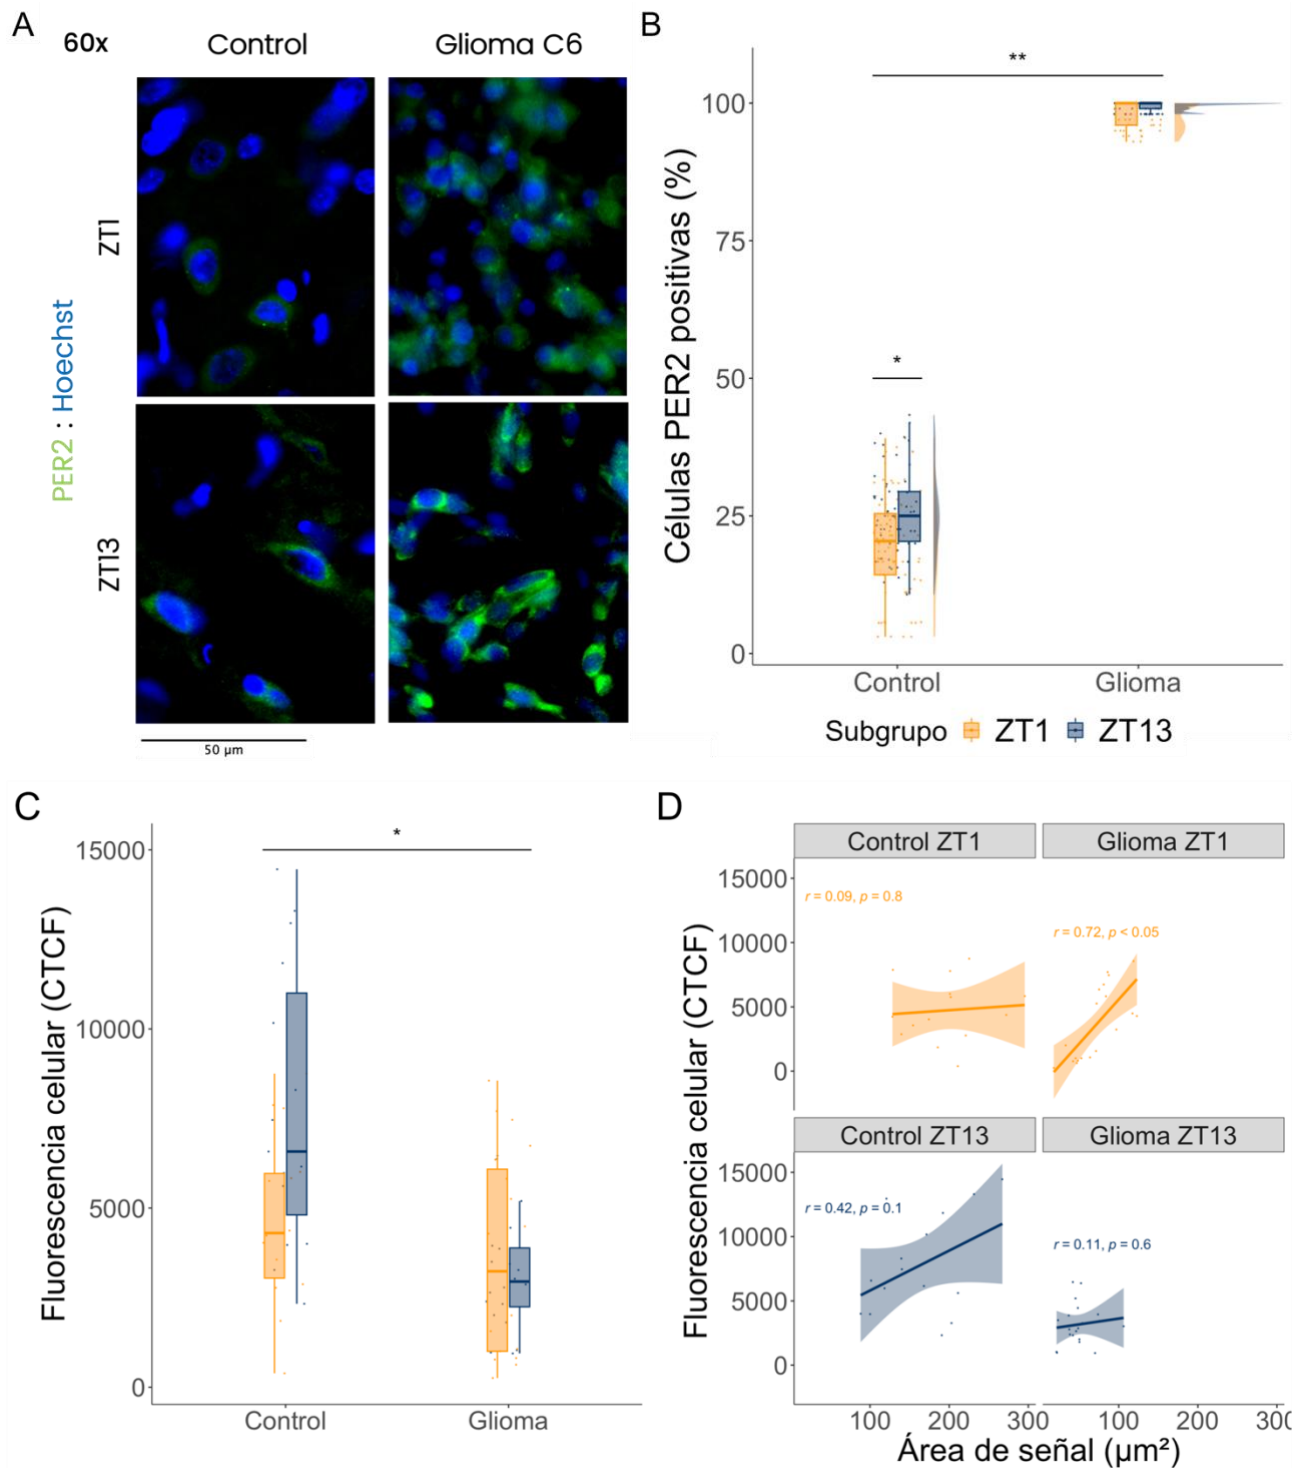 A
60x
Control
Glioma C6
PER2 : Hoechst
ZT1
ZT13
50 µm
B
Células PER2 positivas (%)
100
75
50
25
0
**
*
Control
Glioma
Subgrupo
ZT1
ZT13
C
Fluorescencia celular (CTCF)
15000
10000
5000
0
*
Control
Glioma
D
Fluorescencia celular (CTCF)
Control ZT1
Glioma ZT1
15000
10000
5000
0
r = 0.09, p = 0.8
r = 0.72, p < 0.05
Control ZT13
Glioma ZT13
15000
10000
5000
0
r = 0.42, p = 0.1
r = 0.11, p = 0.6
100 200 300 100 200 300
Área de señal (µm²)